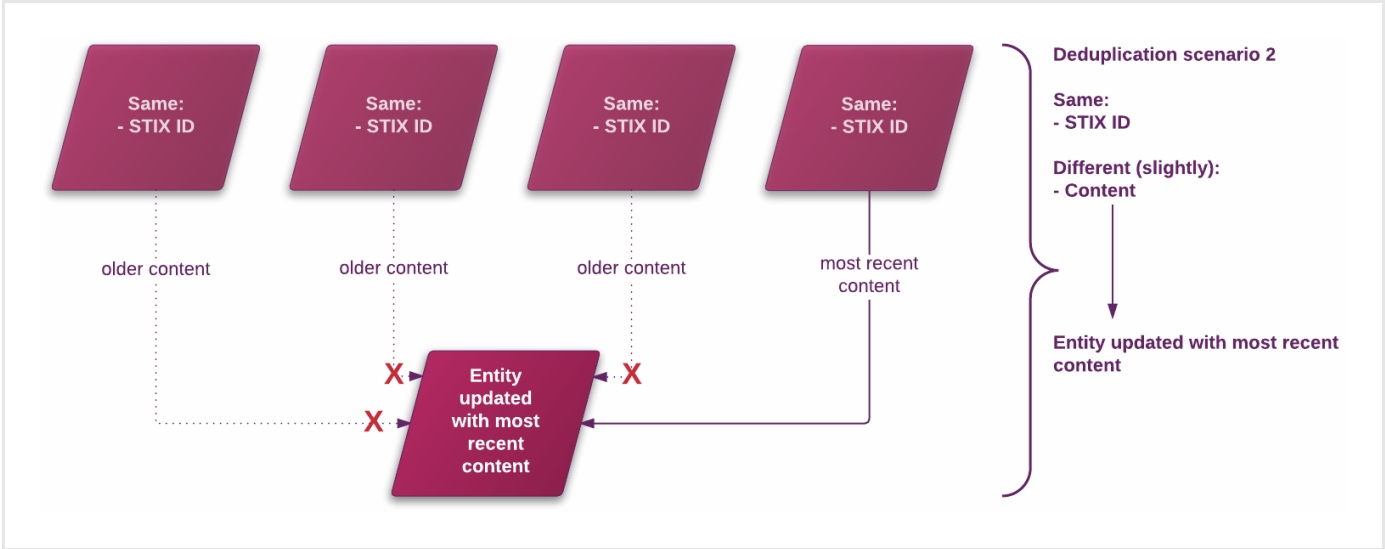 Same:
- STIX ID
Same:
- STIX ID
Same:
- STIX ID
Same:
- STIX ID
older content
older content
older content
most recent
content
X
X
X
Entity
updated
with most
recent
content
Deduplication scenario 2
Same:
- STIX ID
Different (slightly):
- Content
Entity updated with most recent
content